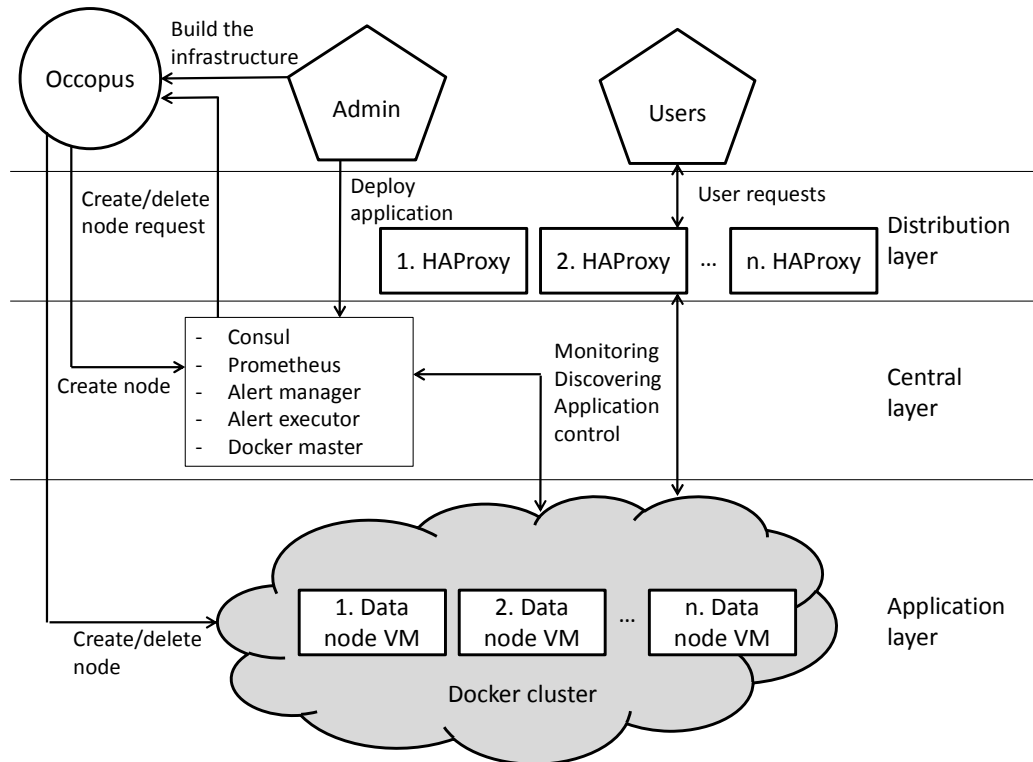 Build the
infrastructure
Occopus
Admin
Users
Create/delete
node request
Deploy
application
User requests
Distribution
layer
1. HAProxy
2. HAProxy
...
n. HAProxy
- Consul
- Prometheus
- Alert manager
- Alert executor
- Docker master
Create node
Monitoring
Discovering
Application
control
Central
layer
1. Data
node VM
2. Data
node VM
...
n. Data
node VM
Application
layer
Create/delete
node
Docker cluster